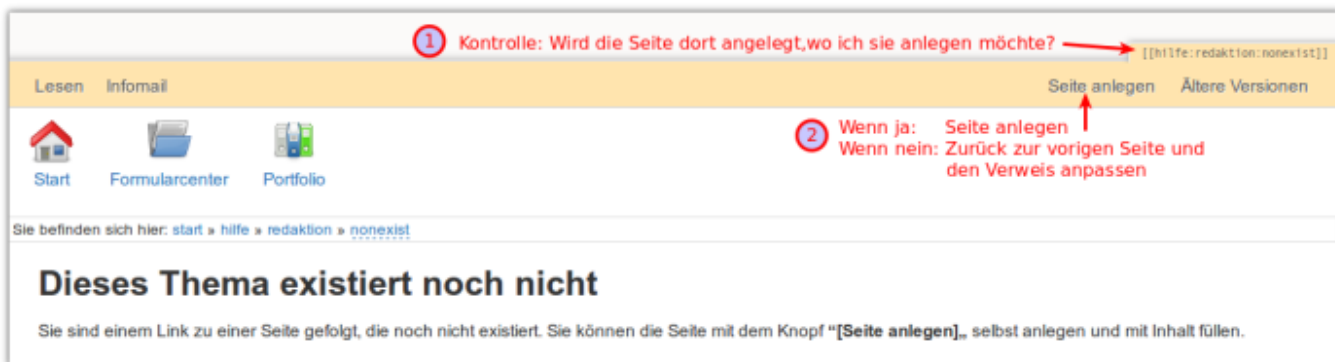 1 Kontrolle: Wird die Seite dort angelegt,wo ich sie anlegen möchte?
[[hilfe:redaktion:nonexist]]
Lesen Infomail Seite anlegen Ältere Versionen
2 Wenn ja: Seite anlegen
Wenn nein: Zurück zur vorigen Seite und
den Verweis anpassen
Start Formularcenter Portfolio
Sie befinden sich hier: start » hilfe » redaktion » nonexist
Dieses Thema existiert noch nicht
Sie sind einem Link zu einer Seite gefolgt, die noch nicht existiert. Sie können die Seite mit dem Knopf “[Seite anlegen]„ selbst anlegen und mit Inhalt füllen.